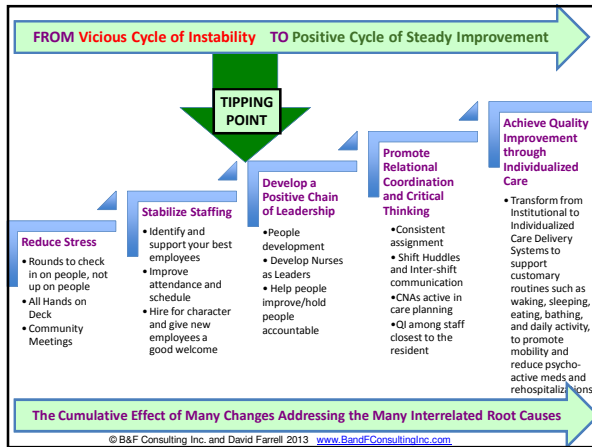 FROM Vicious Cycle of Instability TO Positive Cycle of Steady Improvement
TIPPING
POINT
Reduce Stress
• Rounds to check
in on people, not
up on people
• All Hands on
Deck
• Community
Meetings
Stabilize Staffing
• Identify and
support your best
employees
• Improve
attendance and
schedule
• Hire for character
and give new
employees a
good welcome
Develop a
Positive Chain
of Leadership
•People
development
• Develop Nurses
as Leaders
• Help people
improve/hold
people
accountable
Promote
Relational
Coordination
and Critical
Thinking
•Consistent
assignment
• Shift Huddles
and Inter-shift
communication
•CNAs active in
care planning
•QI among staff
closest to the
resident
Achieve Quality
Improvement
through
Individualized
Care
• Transform from
Institutional to
Individualized
Care Delivery
Systems to
support
customary
routines such as
waking, sleeping,
eating, bathing,
and daily activity,
to promote
mobility and
reduce psycho-
active meds and
rehospitalizations
The Cumulative Effect of Many Changes Addressing the Many Interrelated Root Causes
© B&F Consulting Inc. and David Farrell 2013 www.BandFConsultingInc.com